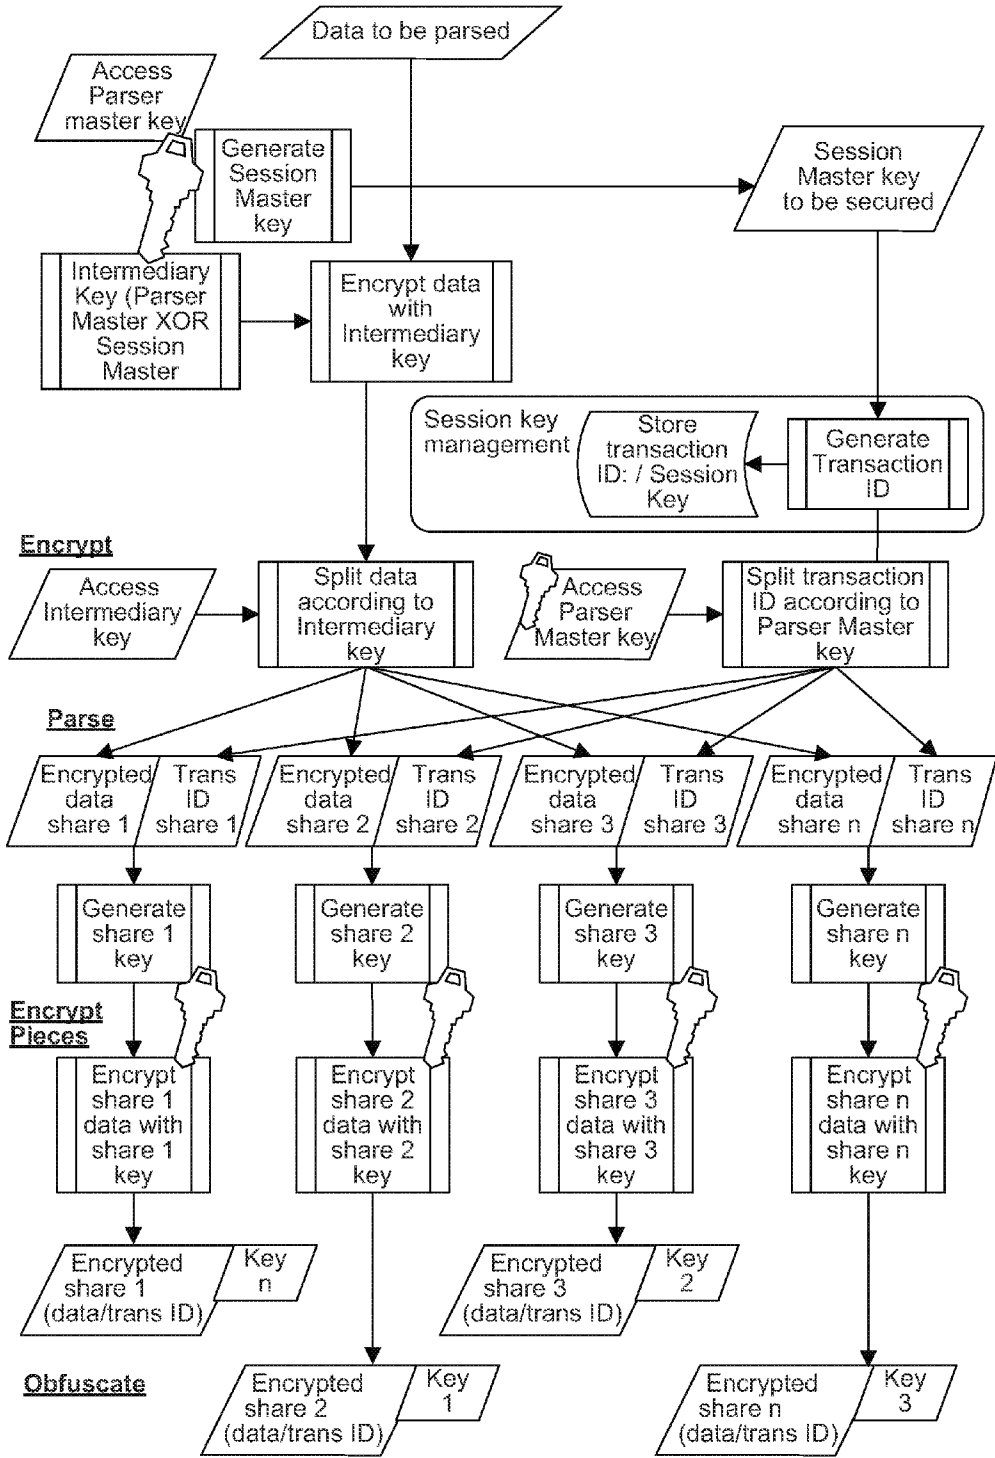 Data to be parsed
Access
Parser
master key
Generate
Session
Master
key
Session
Master key
to be secured
Intermediary
Key (Parser
Master XOR
Session
Master
Encrypt data
with
Intermediary
key
Session key
management
Store
transaction
ID: / Session
Key
Generate
Transaction
ID
Encrypt
Access
Intermediary
key
Split data
according to
Intermediary
key
Access
Parser
Master key
Split transaction
ID according to
Parser Master
key
Parse
Encrypted
data
share 1
Trans
ID
share 1
Encrypted
data
share 2
Trans
ID
share 2
Encrypted
data
share 3
Trans
ID
share 3
Encrypted
data
share n
Trans
ID
share n
Generate
share 1
key
Generate
share 2
key
Generate
share 3
key
Generate
share n
key
Encrypt
Pieces
Encrypt
share 1
data with
share 1
key
Encrypt
share 2
data with
share 2
key
Encrypt
share 3
data with
share 3
key
Encrypt
share n
data with
share n
key
Encrypted
share 1
(data/trans ID)
Key
n
Encrypted
share 3
(data/trans ID)
Key
2
Obfuscate
Encrypted
share 2
(data/trans ID)
Key
1
Encrypted
share n
(data/trans ID)
Key
3